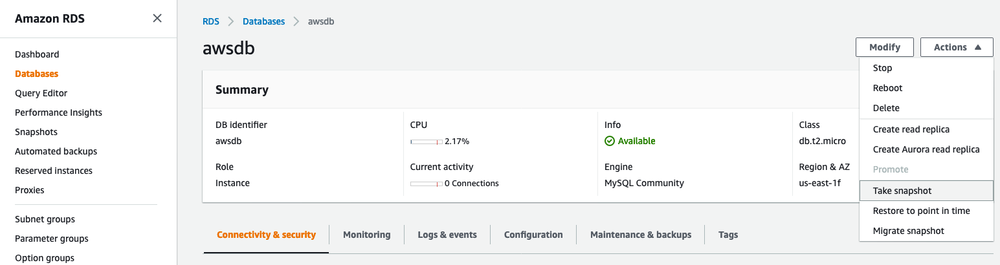 Amazon RDS
Dashboard
Databases
Query Editor
Performance Insights
Snapshots
Automated backups
Reserved instances
Proxies
Subnet groups
Parameter groups
Option groups
RDS Databases awsdb
awsdb
Modify Actions
Stop
Reboot
Delete
Create read replica
Create Aurora read replica
Promote
Take snapshot
Restore to point in time
Migrate snapshot
Summary
DB identifier
awsdb
CPU
2.17%
Info
Available
Class
db.t2.micro
Role
Instance
Current activity
0 Connections
Engine
MySQL Community
Region & AZ
us-east-1f
Connectivity & security Monitoring Logs & events Configuration Maintenance & backups Tags